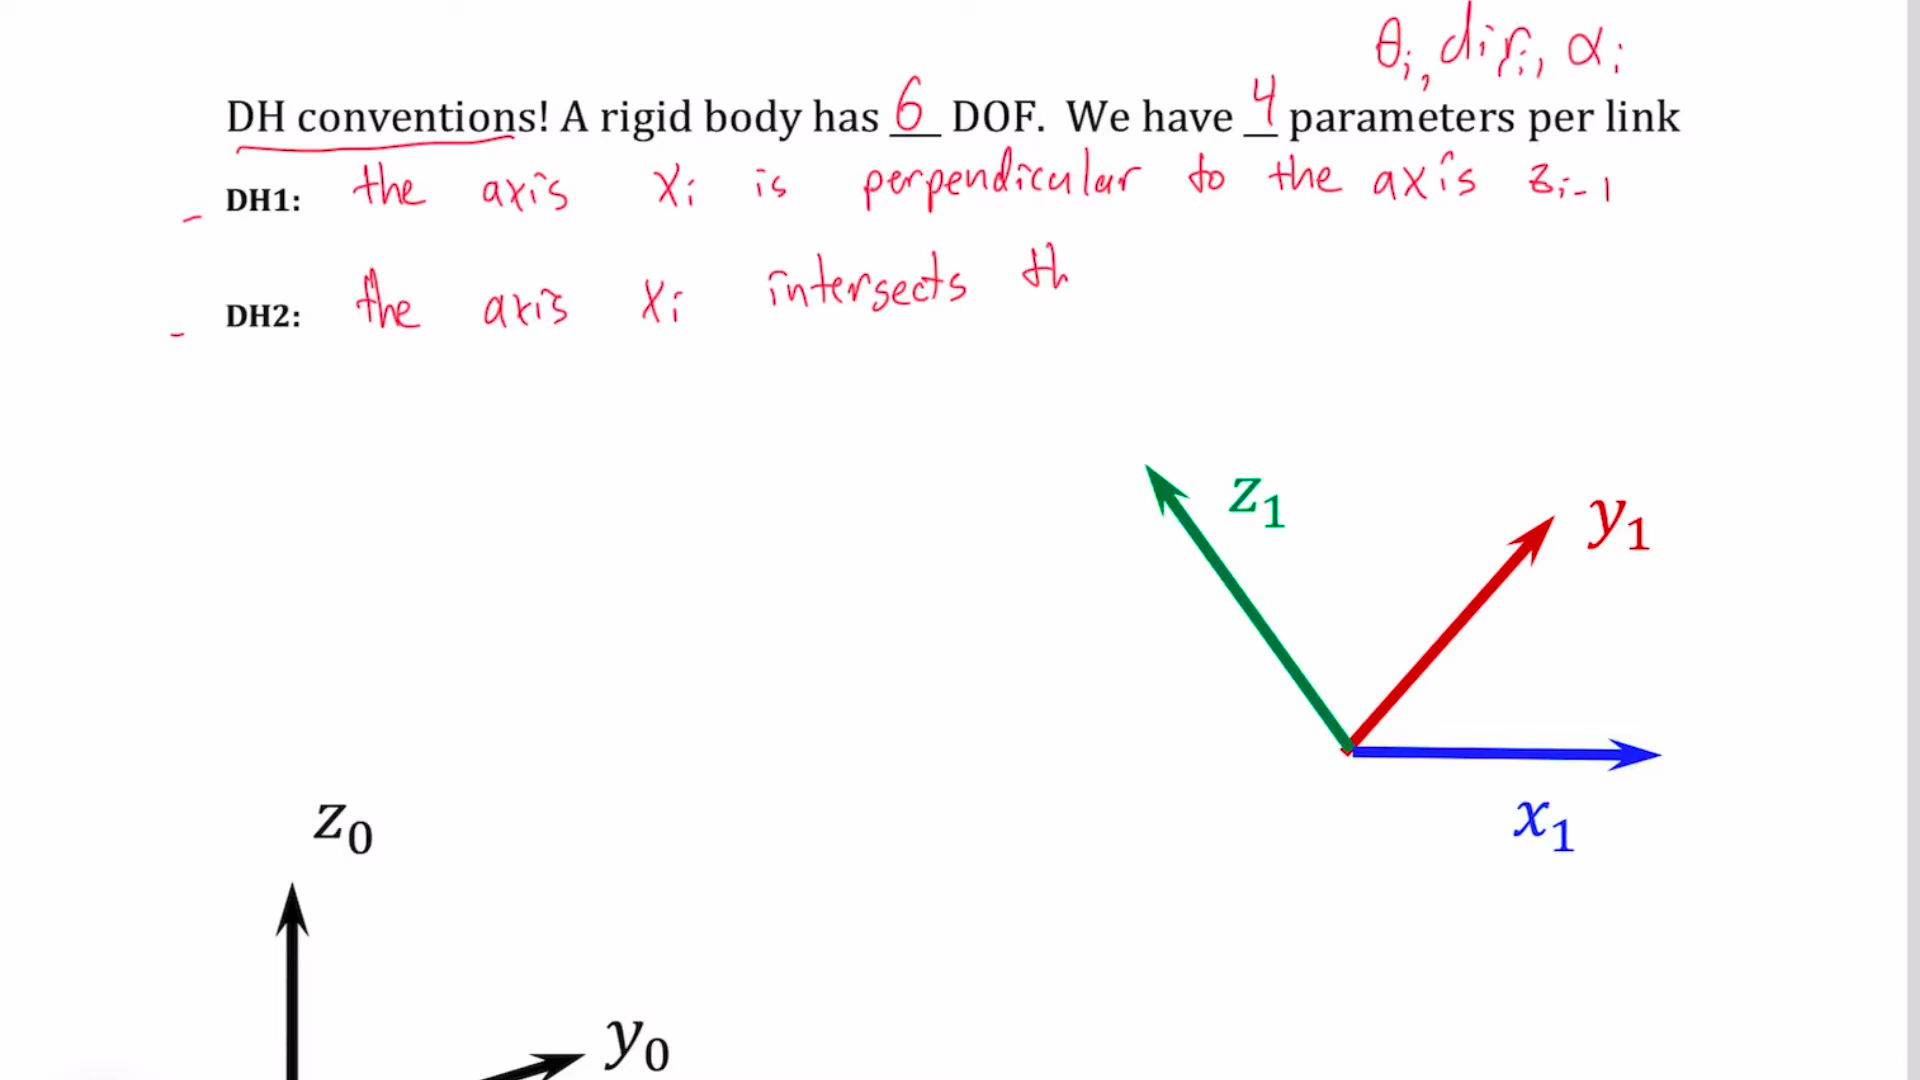 θi, di, ri, αi
DH conventions! A rigid body has 6 DOF. We have 4 parameters per link
DH1: the axis xi is perpendicular to the axis zi-1
DH2: the axis xi intersects th
z1
y1
x1
z0
y0